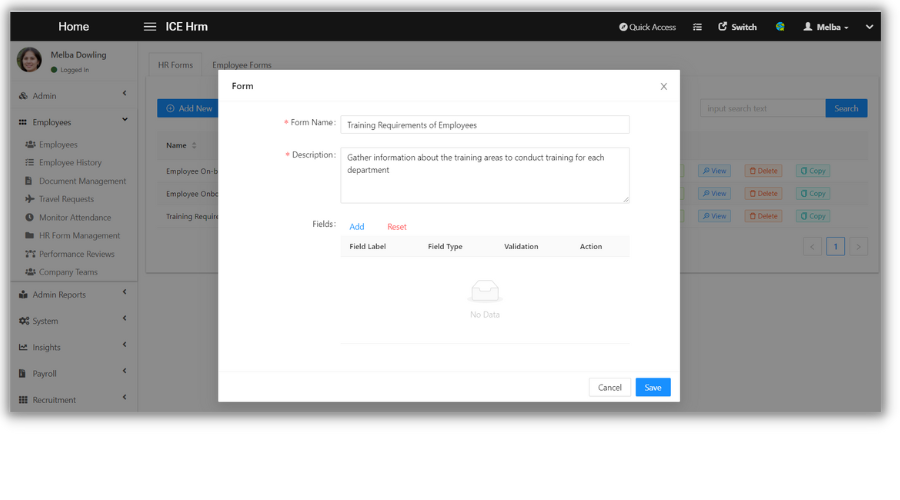 Home
ICE Hrm
Quick Access
Switch
Melba
Melba Dowling
Logged In
HR Forms
Employee Forms
Admin
Employees
Employees
Employee History
Document Management
Travel Requests
Monitor Attendance
HR Form Management
Performance Reviews
Company Teams
Admin Reports
System
Insights
Payroll
Recruitment
Add New
input search text
Search
Name
Employee On-b
View
Delete
Copy
Employee Onbo
View
Delete
Copy
Training Requir
View
Delete
Copy
< 1 >
Form
* Form Name:
Training Requirements of Employees
* Description:
Gather information about the training areas to conduct training for each
department
Fields:
Add
Reset
Field Label
Field Type
Validation
Action
No Data
Cancel
Save